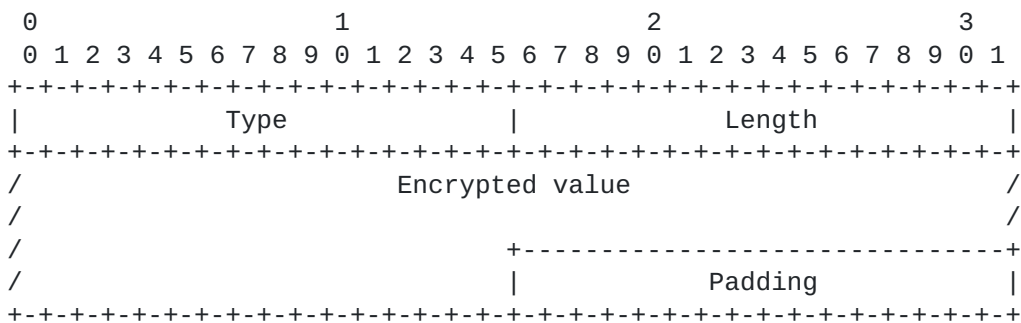 0                   1                   2                   3
 0 1 2 3 4 5 6 7 8 9 0 1 2 3 4 5 6 7 8 9 0 1 2 3 4 5 6 7 8 9 0 1
+-+-+-+-+-+-+-+-+-+-+-+-+-+-+-+-+-+-+-+-+-+-+-+-+-+-+-+-+-+-+-+-+
|             Type              |             Length            |
+-+-+-+-+-+-+-+-+-+-+-+-+-+-+-+-+-+-+-+-+-+-+-+-+-+-+-+-+-+-+-+-+
/                        Encrypted value                        /
/                                                               /
/                               +-------------------------------+
/                               |            Padding            |
+-+-+-+-+-+-+-+-+-+-+-+-+-+-+-+-+-+-+-+-+-+-+-+-+-+-+-+-+-+-+-+-+